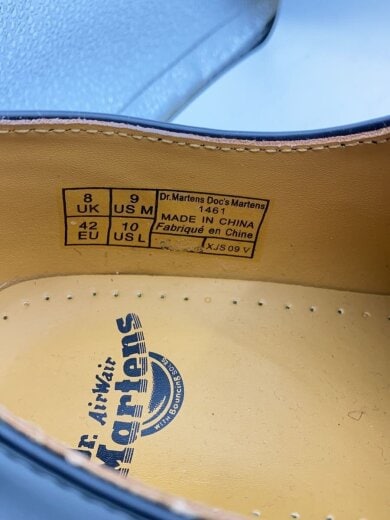 8 UK
9 US M
42 EU
10 US L
Dr.Martens Doc's Martens
1461
MADE IN CHINA
Fabriqué en Chine
XJS 09 V
Dr. AirWair
Martens
WITH Bouncing SOLES